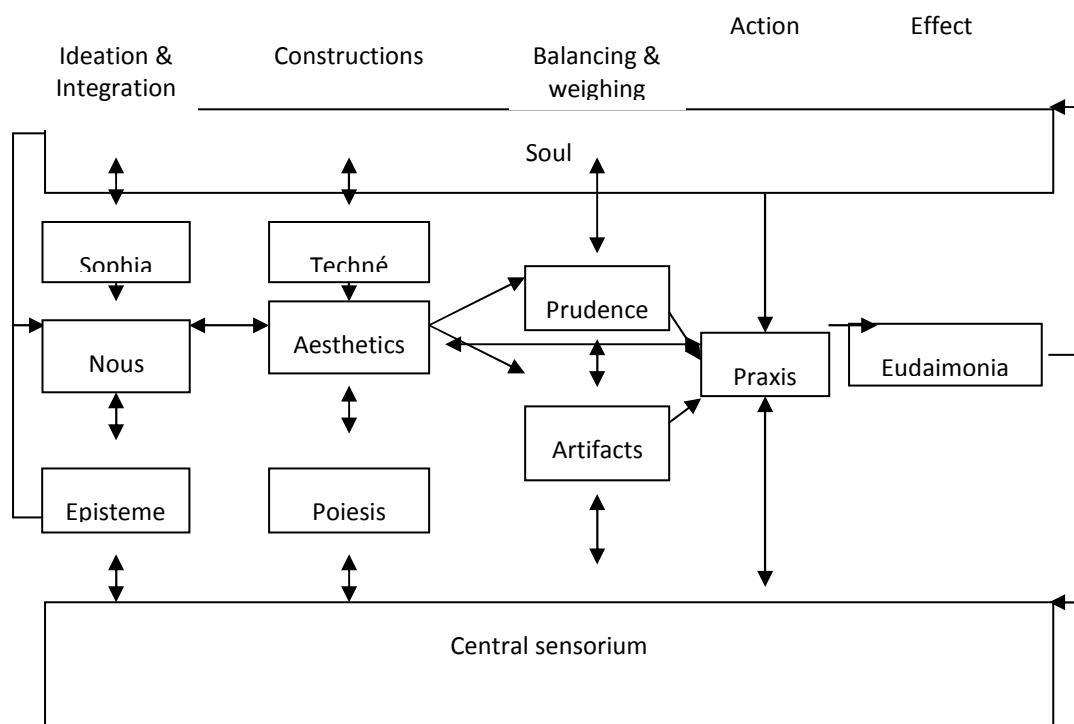 Action
Effect
Ideation &
Integration
Constructions
Balancing &
weighing
Soul
Sophia
Techné
Prudence
Aesthetics
Nous
Praxis
Eudaimonia
Artifacts
Episteme
Poiesis
Central sensorium